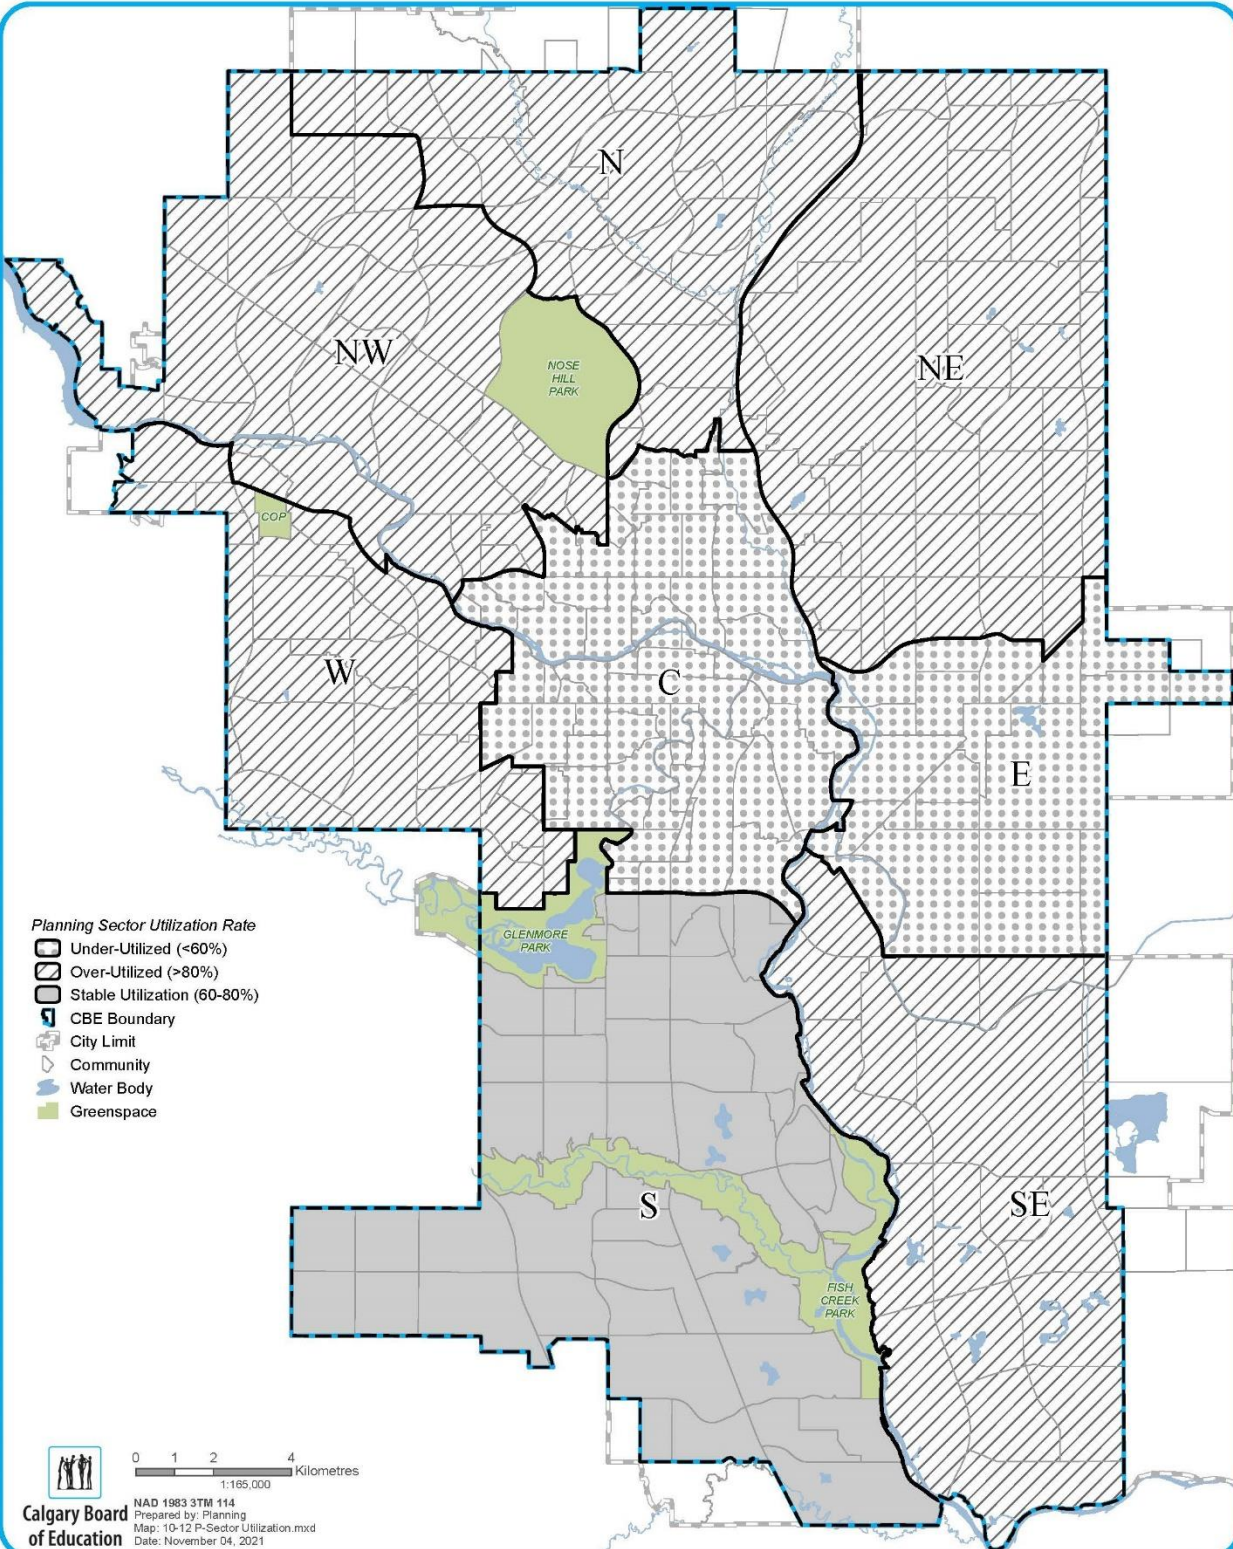 N
NW
NOSE
HILL
PARK
NE
COP
W
C
E
Planning Sector Utilization Rate
Under-Utilized (<60%)
Over-Utilized (>80%)
Stable Utilization (60-80%)
CBE Boundary
City Limit
Community
Water Body
Greenspace
GLENMORE
PARK
S
SE
FISH
CREEK
PARK
0 1 2 4
Kilometres
1:165,000
Calgary Board
of Education
NAD 1983 3TM 114
Prepared by: Planning
Map: 10-12 P-Sector Utilization.mxd
Date: November 04, 2021